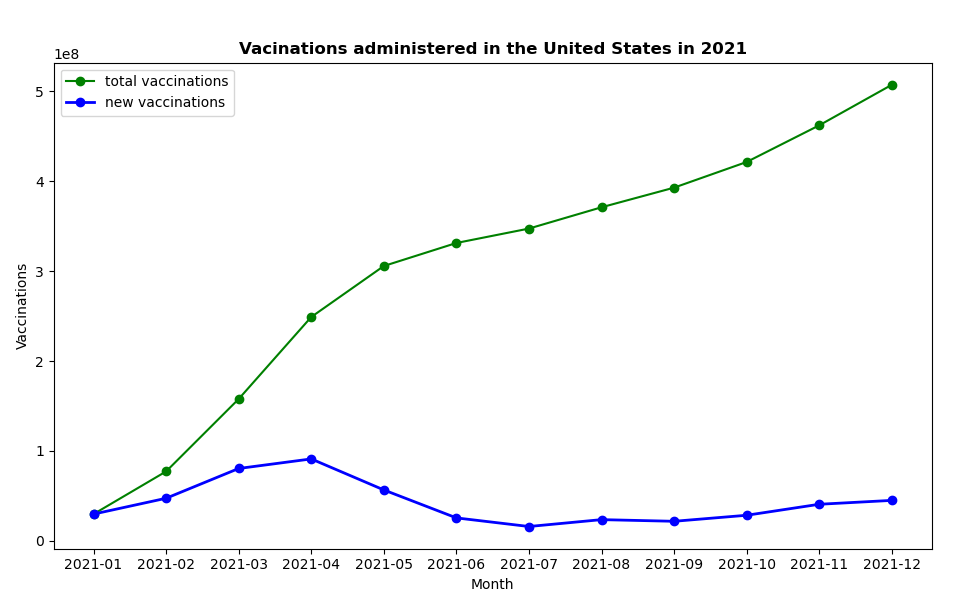 Vacinations administered in the United States in 2021
1e8
total vaccinations
new vaccinations
5
4
3
2
1
0
Vaccinations
2021-01 2021-02 2021-03 2021-04 2021-05 2021-06 2021-07 2021-08 2021-09 2021-10 2021-11 2021-12
Month